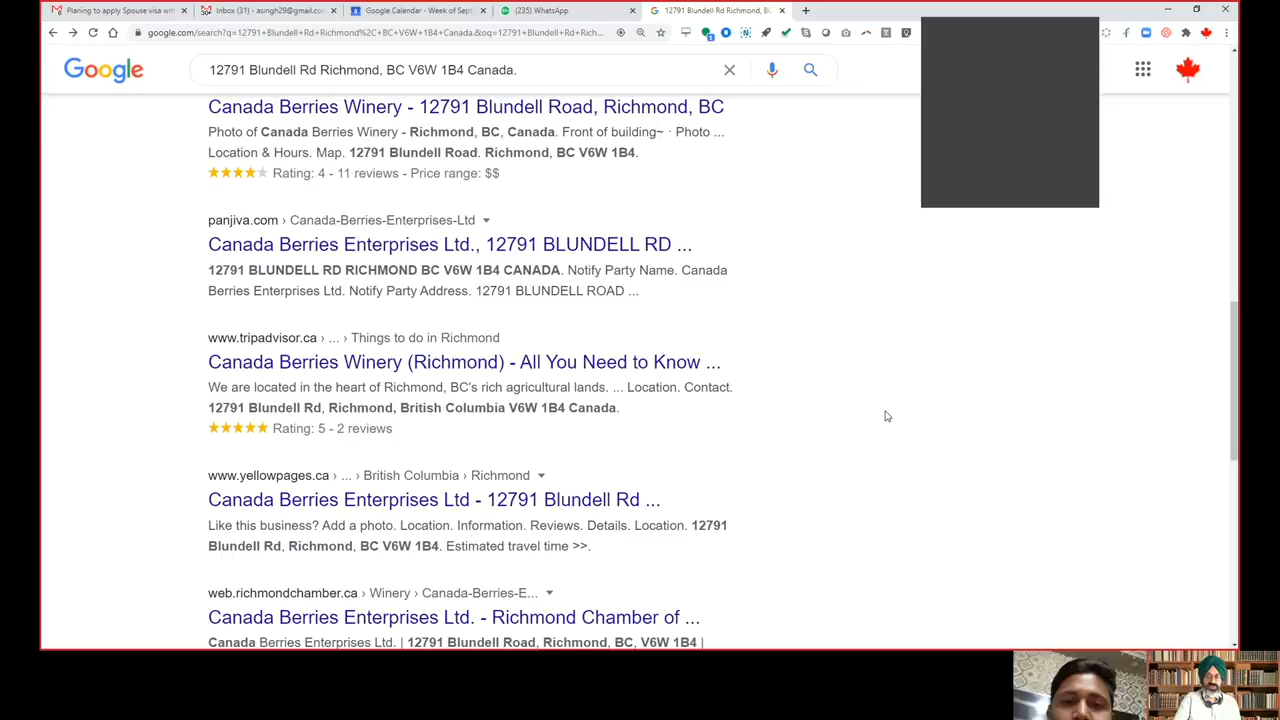 Planing to apply Spouse visa with
Inbox (31) - asingh29@gmail.com
Google Calendar - Week of Sept
(235) WhatsApp
12791 Blundell Rd Richmond, BC
google.com/search?q=12791+Blundell+Rd+Richmond%2C+BC+V6W+1B4+Canada.&oq=12791+Blundell+Rd+Rich...
Google
12791 Blundell Rd Richmond, BC V6W 1B4 Canada.
Canada Berries Winery - 12791 Blundell Road, Richmond, BC
Photo of Canada Berries Winery - Richmond, BC, Canada. Front of building~ · Photo ...
Location & Hours. Map. 12791 Blundell Road. Richmond, BC V6W 1B4.
Rating: 4 - 11 reviews - Price range: $$
panjiva.com › Canada-Berries-Enterprises-Ltd
Canada Berries Enterprises Ltd., 12791 BLUNDELL RD ...
12791 BLUNDELL RD RICHMOND BC V6W 1B4 CANADA. Notify Party Name. Canada
Berries Enterprises Ltd. Notify Party Address. 12791 BLUNDELL ROAD ...
www.tripadvisor.ca › ... › Things to do in Richmond
Canada Berries Winery (Richmond) - All You Need to Know ...
We are located in the heart of Richmond, BC's rich agricultural lands. ... Location. Contact.
12791 Blundell Rd, Richmond, British Columbia V6W 1B4 Canada.
Rating: 5 - 2 reviews
www.yellowpages.ca › ... › British Columbia › Richmond
Canada Berries Enterprises Ltd - 12791 Blundell Rd ...
Like this business? Add a photo. Location. Information. Reviews. Details. Location. 12791
Blundell Rd, Richmond, BC V6W 1B4. Estimated travel time >>.
web.richmondchamber.ca › Winery › Canada-Berries-E...
Canada Berries Enterprises Ltd. - Richmond Chamber of ...
Canada Berries Enterprises Ltd. | 12791 Blundell Road, Richmond, BC, V6W 1B4 |